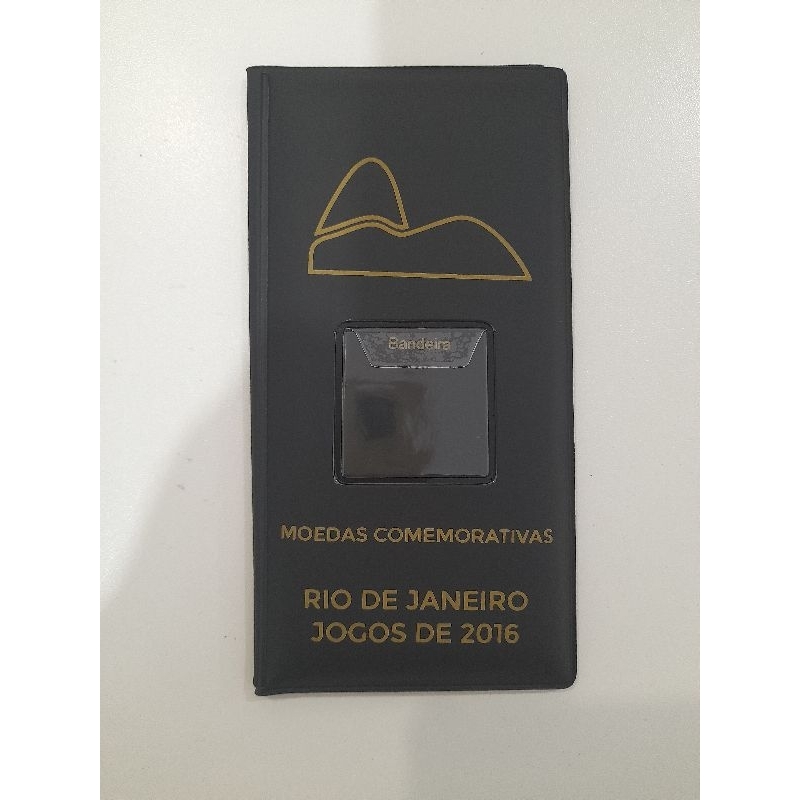 Bandeira
MOEDAS COMEMORATIVAS
RIO DE JANEIRO
JOGOS DE 2016